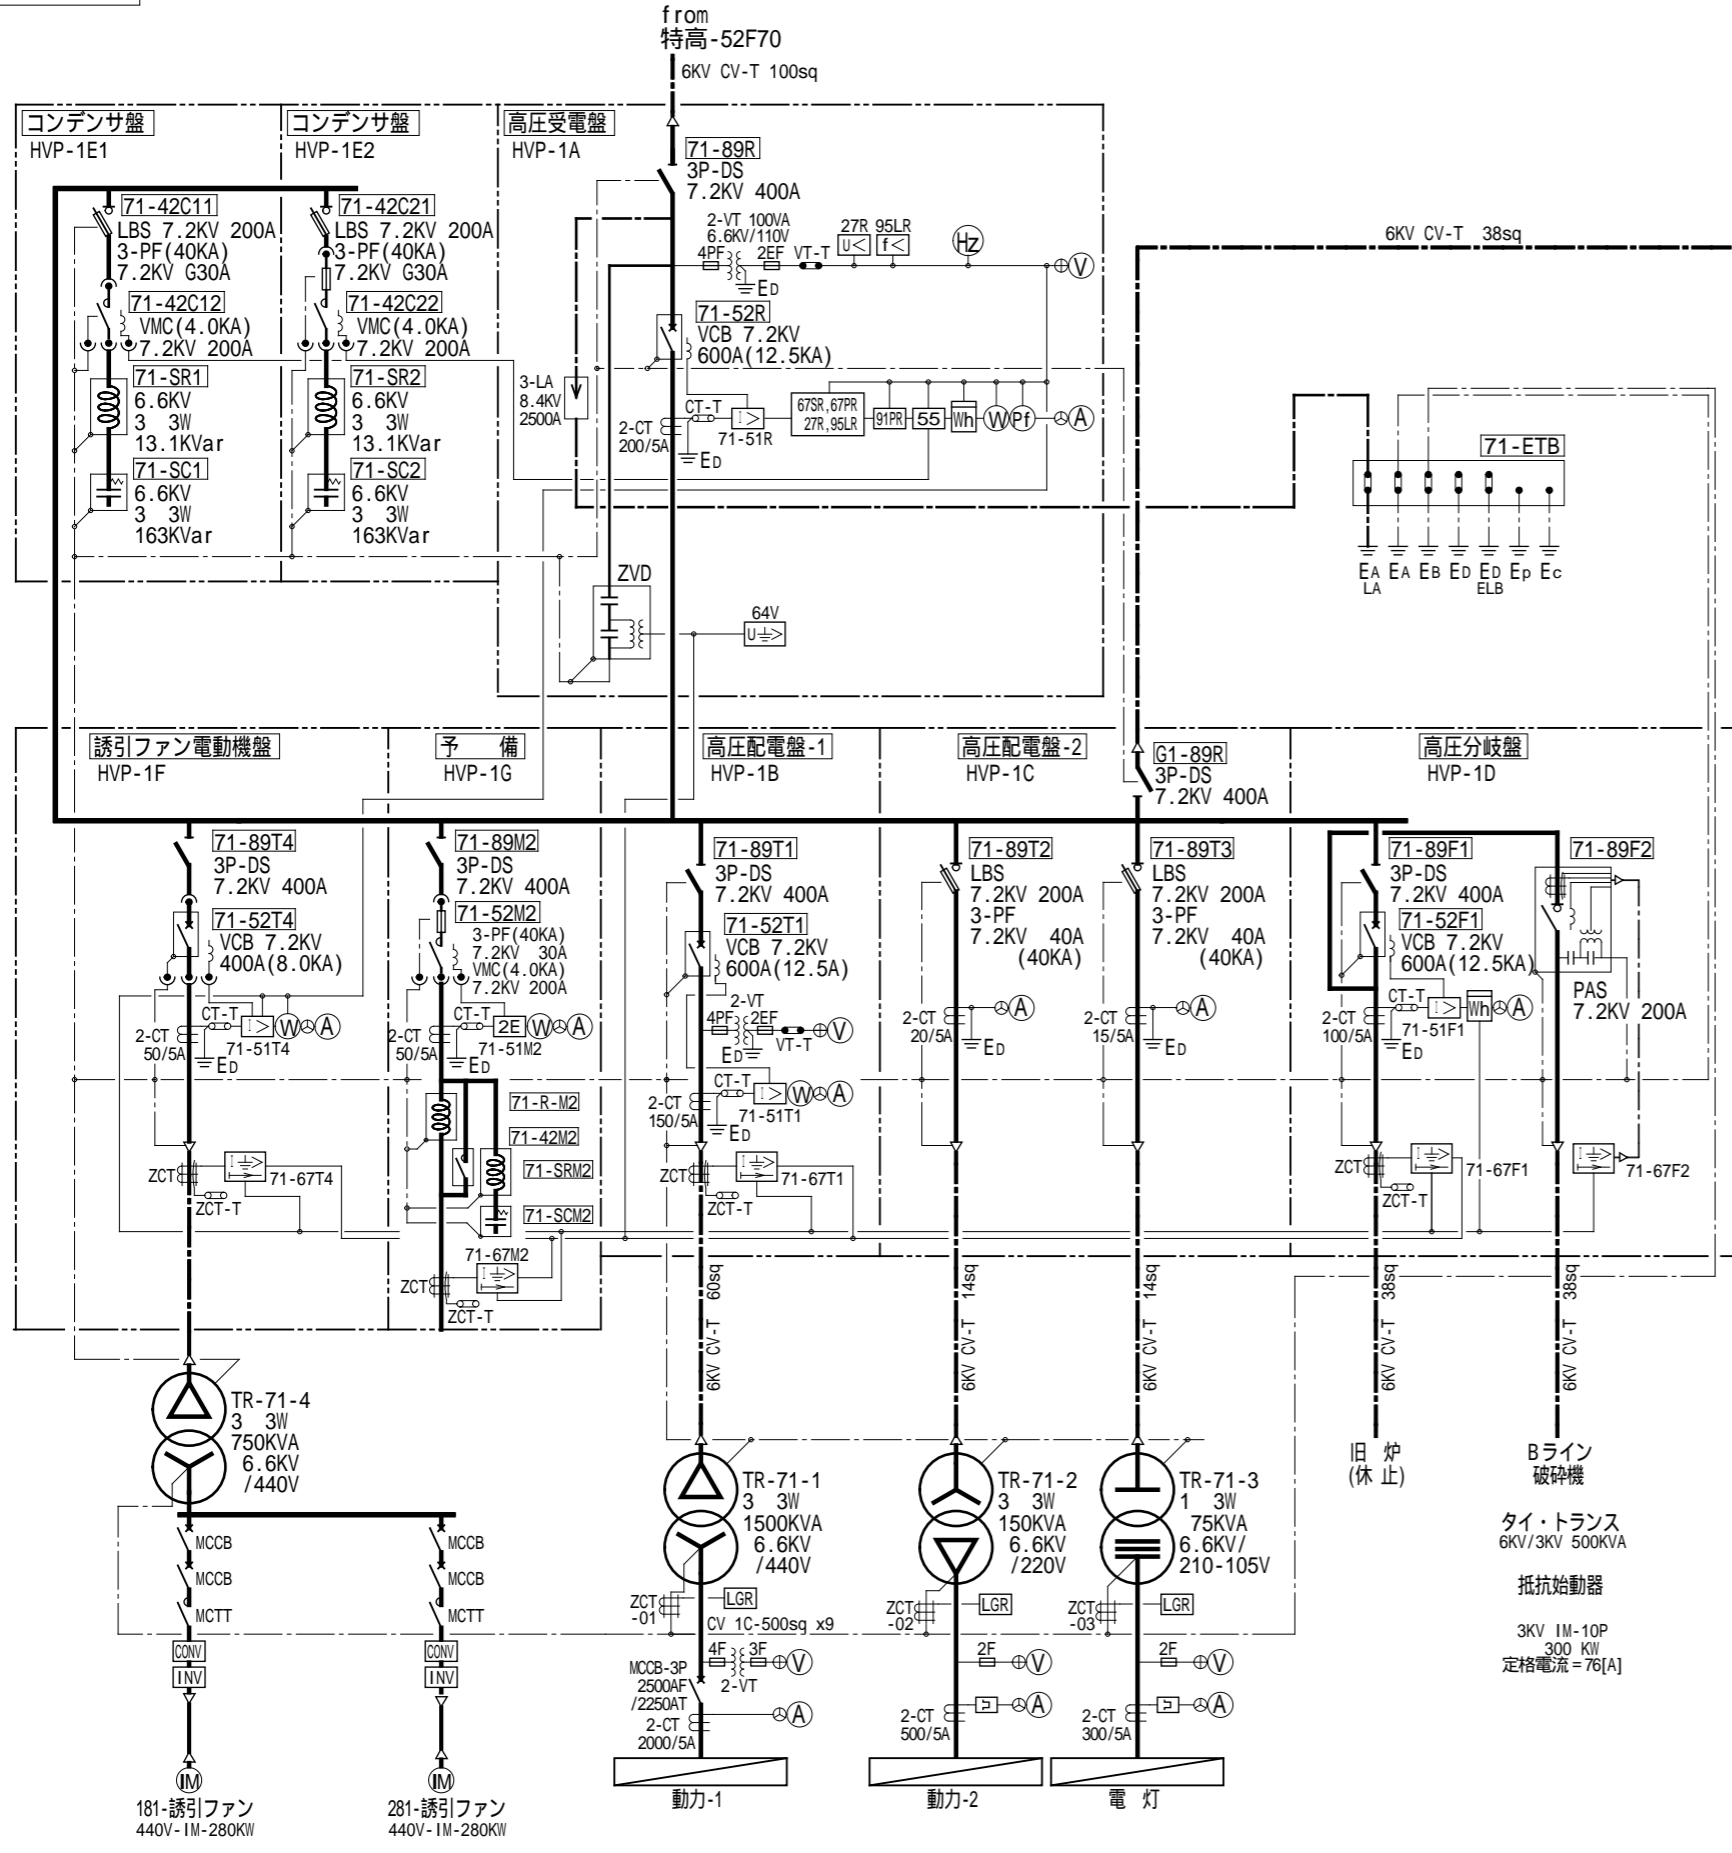 from
特高-52F70
6KV CV-T 100sq
コンデンサ盤
HVP-1E1
コンデンサ盤
HVP-1E2
高圧受電盤
HVP-1A
71-42C11
LBS 7.2KV 200A
3-PF(40KA)
7.2KV G30A
71-42C12
VMC(4.0KA)
7.2KV 200A
71-SR1
6.6KV
3 3W
13.1KVar
71-SC1
6.6KV
3 3W
163KVar
71-42C21
LBS 7.2KV 200A
3-PF(40KA)
7.2KV G30A
71-42C22
VMC(4.0KA)
7.2KV 200A
71-SR2
6.6KV
3 3W
13.1KVar
71-SC2
6.6KV
3 3W
163KVar
71-89R
3P-DS
7.2KV 400A
2-VT 100VA
6.6KV/110V
4PF
2EF
VT-T
ED
27R 95LR
U<
f<
Hz
V
71-52R
VCB 7.2KV
600A(12.5KA)
3-LA
8.4KV
2500A
2-CT
200/5A
CT-T
ED
I>
71-51R
67SR,67PR
27R,95LR
91PR
55
Wh
W
Pf
A
ZVD
64V
U>
6KV CV-T 38sq
71-ETB
EA EA EB ED ED Ep Ec
LA
ELB
誘引ファン電動機盤
HVP-1F
予 備
HVP-1G
高圧配電盤-1
HVP-1B
高圧配電盤-2
HVP-1C
G1-89R
3P-DS
7.2KV 400A
高圧分岐盤
HVP-1D
71-89T4
3P-DS
7.2KV 400A
71-52T4
VCB 7.2KV
400A(8.0KA)
2-CT
50/5A
CT-T
ED
I>
W
A
71-51T4
ZCT
ZCT-T
I>
71-67T4
71-89M2
3P-DS
7.2KV 400A
71-52M2
3-PF(40KA)
7.2KV 30A
VMC(4.0KA)
7.2KV 200A
2-CT
50/5A
CT-T
ED
2E
W
A
71-51M2
71-R-M2
71-42M2
71-SRM2
71-SCM2
71-67M2
I>
ZCT
ZCT-T
71-89T1
3P-DS
7.2KV 400A
71-52T1
VCB 7.2KV
600A(12.5A)
2-VT
4PF
2EF
ED
VT-T
V
2-CT
150/5A
CT-T
ED
I>
W
A
71-51T1
ZCT
ZCT-T
I>
71-67T1
71-89T2
LBS
7.2KV 200A
3-PF
7.2KV 40A
(40KA)
2-CT
20/5A
ED
A
71-89T3
LBS
7.2KV 200A
3-PF
7.2KV 40A
(40KA)
2-CT
15/5A
ED
A
71-89F1
3P-DS
7.2KV 400A
71-52F1
VCB 7.2KV
600A(12.5KA)
2-CT
100/5A
CT-T
ED
I>
Wh
A
71-51F1
ZCT
ZCT-T
I>
71-67F1
71-89F2
PAS
7.2KV 200A
I>
71-67F2
6KV CV-T 60sq
6KV CV-T 14sq
6KV CV-T 14sq
6KV CV-T 38sq
6KV CV-T 38sq
TR-71-4
3 3W
750KVA
6.6KV
/440V
MCCB
MCCB
MCTT
CONV
INV
IM
181-誘引ファン
440V-IM-280KW
MCCB
MCCB
MCTT
CONV
INV
IM
281-誘引ファン
440V-IM-280KW
TR-71-1
3 3W
1500KVA
6.6KV
/440V
ZCT
-01
LGR
CV 1C-500sq x9
4F
3F
2-VT
V
MCCB-3P
2500AF
/2250AT
2-CT
2000/5A
A
動力-1
TR-71-2
3 3W
150KVA
6.6KV
/220V
ZCT
-02
LGR
2F
V
2-CT
500/5A
A
動力-2
TR-71-3
1 3W
75KVA
6.6KV/
210-105V
ZCT
-03
LGR
2F
V
2-CT
300/5A
A
電 灯
旧 炉
(休 止)
Bライン
破砕機
タイ・トランス
6KV/3KV 500KVA
抵抗始動器
3KV IM-10P
300 KW
定格電流=76[A]